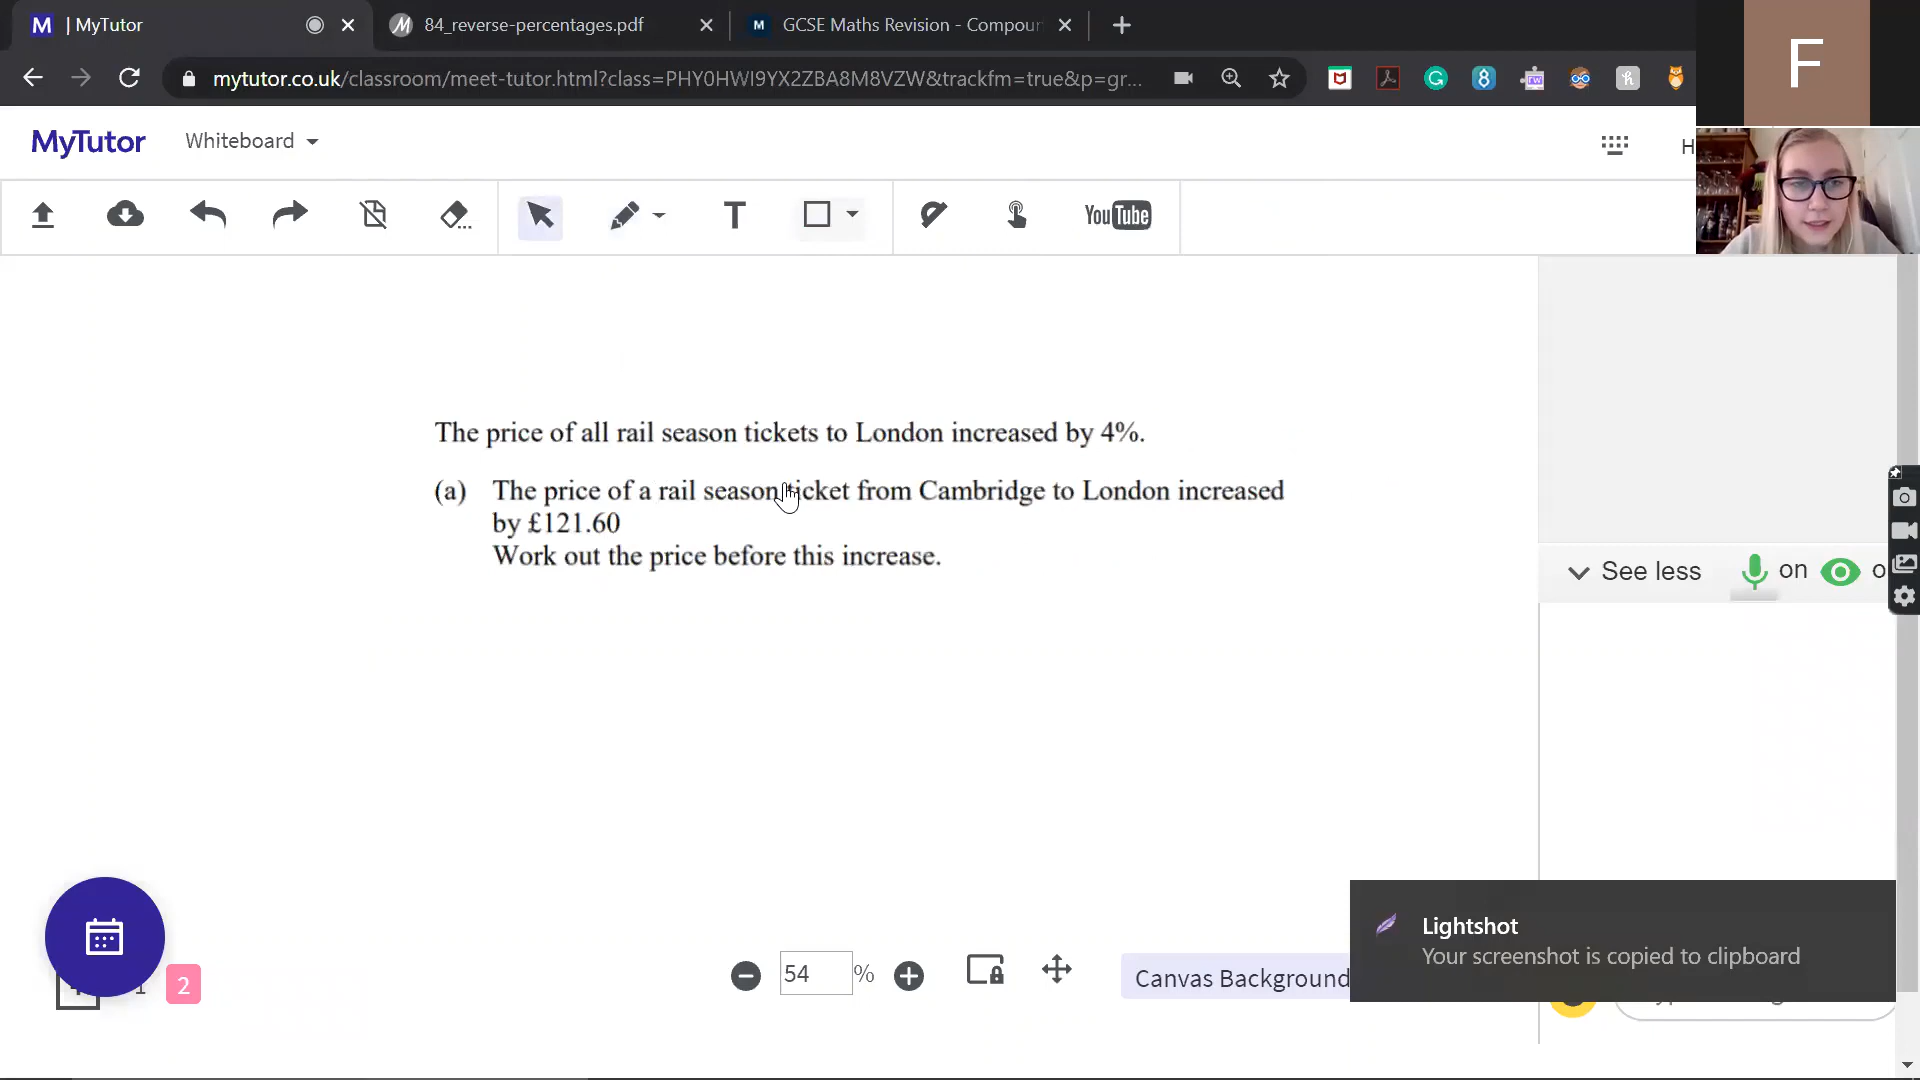 | MyTutor
84_reverse-percentages.pdf
GCSE Maths Revision - Compour
mytutor.co.uk/classroom/meet-tutor.html?class=PHY0HWI9YX2ZBA8M8VZW&trackfm=true&p=gr...
F
MyTutor
Whiteboard
H
T
YouTube
The price of all rail season tickets to London increased by 4%.
(a) The price of a rail season ticket from Cambridge to London increased
by £121.60
Work out the price before this increase.
See less
on
o
Lightshot
Your screenshot is copied to clipboard
1
2
54
%
Canvas Background